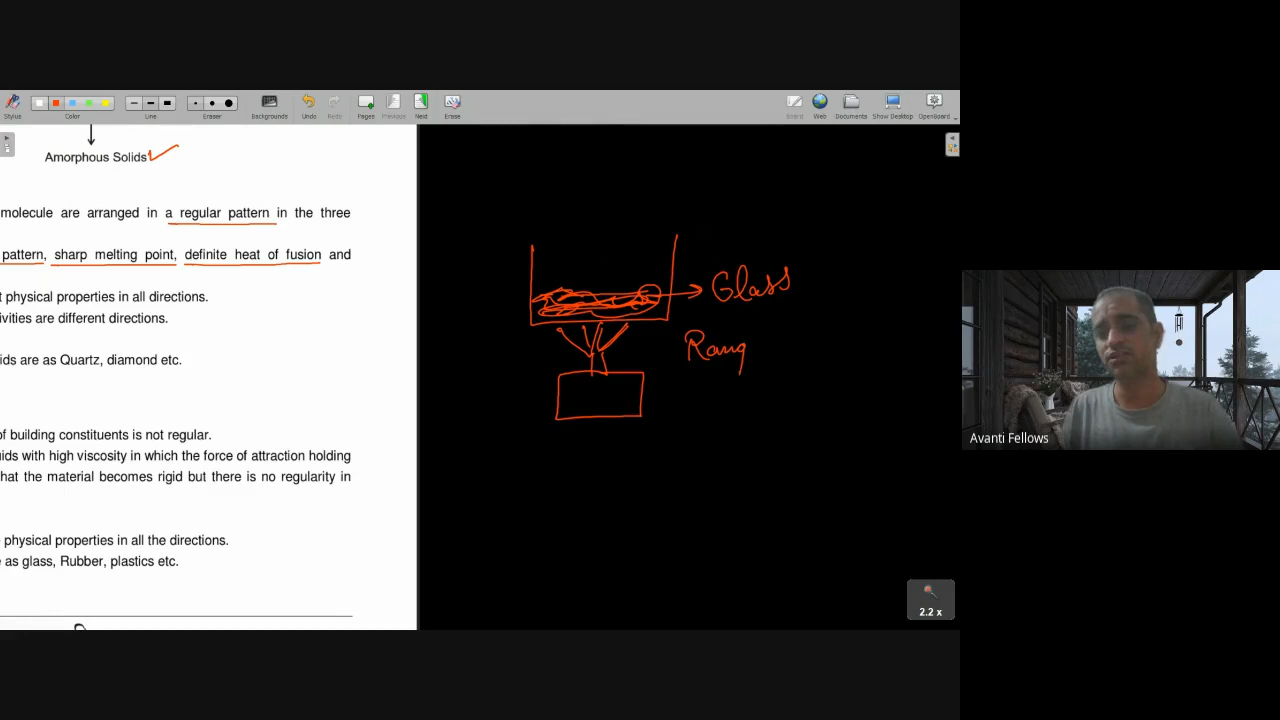 Stylus
Color
Line
Eraser
Backgrounds
Undo
Redo
Pages
Previous
Next
Erase
Board
Web
Documents
Show Desktop
OpenBoard
Amorphous Solids
molecule are arranged in a regular pattern in the three
pattern, sharp melting point, definite heat of fusion and
t physical properties in all directions.
ivities are different directions.
ids are as Quartz, diamond etc.
of building constituents is not regular.
uids with high viscosity in which the force of attraction holding
hat the material becomes rigid but there is no regularity in
physical properties in all the directions.
e as glass, Rubber, plastics etc.
Glass
Rang
2.2 x
Avanti Fellows